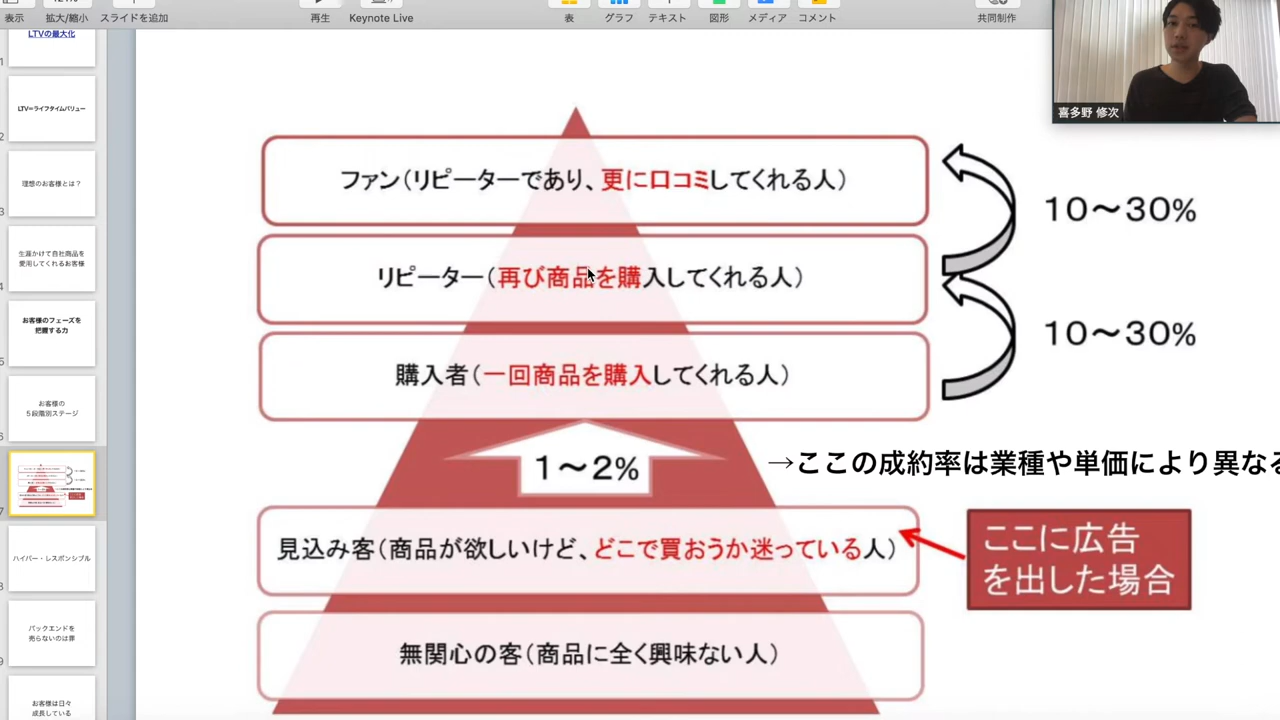 表示
拡大/縮小
スライドを追加
再生
Keynote Live
表
グラフ
テキスト
図形
メディア
コメント
共同制作
喜多野 修次
LTVの最大化
1
LTV=ライフタイムバリュー
2
理想のお客様とは？
3
生涯かけて自社商品を
愛用してくれるお客様
4
お客様のフェーズを
把握する力
5
お客様の
５段階別ステージ
6
7
ハイパー・レスポンシブル
8
バックエンドを
売らないのは罪
9
お客様は日々
成長している
ファン（リピーターであり、更に口コミしてくれる人）
10〜30%
リピーター（再び商品を購入してくれる人）
10〜30%
購入者（一回商品を購入してくれる人）
1〜2%
→ここの成約率は業種や単価により異なる
見込み客（商品が欲しいけど、どこで買おうか迷っている人）
ここに広告
を出した場合
無関心の客（商品に全く興味ない人）